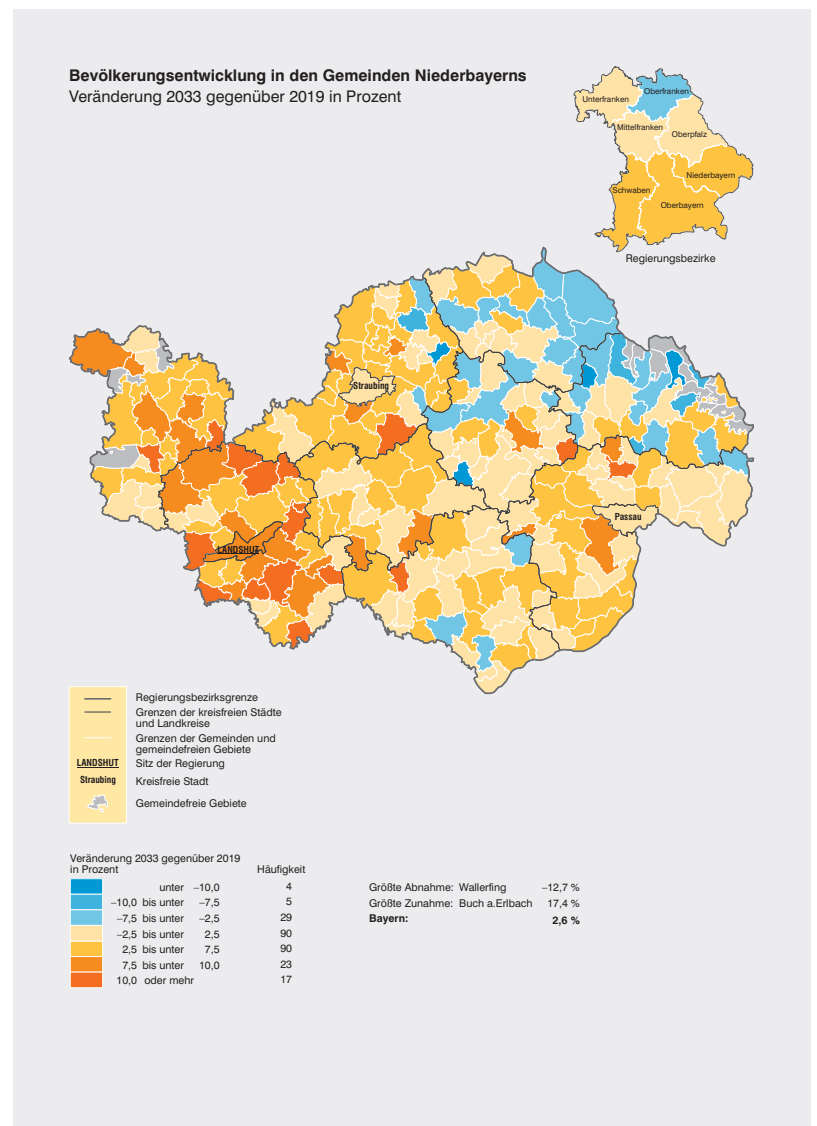 Bevölkerungsentwicklung in den Gemeinden Niederbayerns
Veränderung 2033 gegenüber 2019 in Prozent
Unterfranken
Oberfranken
Mittelfranken
Oberpfalz
Niederbayern
Schwaben
Oberbayern
Regierungsbezirke
Straubing
Passau
LANDSHUT
Regierungsbezirksgrenze
Grenzen der kreisfreien Städte
und Landkreise
Grenzen der Gemeinden und
gemeindefreien Gebiete
LANDSHUT Sitz der Regierung
Straubing Kreisfreie Stadt
Gemeindefreie Gebiete
Veränderung 2033 gegenüber 2019
in Prozent Häufigkeit
unter −10,0 4
−10,0 bis unter −7,5 5
−7,5 bis unter −2,5 29
−2,5 bis unter 2,5 90
2,5 bis unter 7,5 90
7,5 bis unter 10,0 23
10,0 oder mehr 17
Größte Abnahme: Wallerfing −12,7 %
Größte Zunahme: Buch a.Erlbach 17,4 %
Bayern: 2,6 %